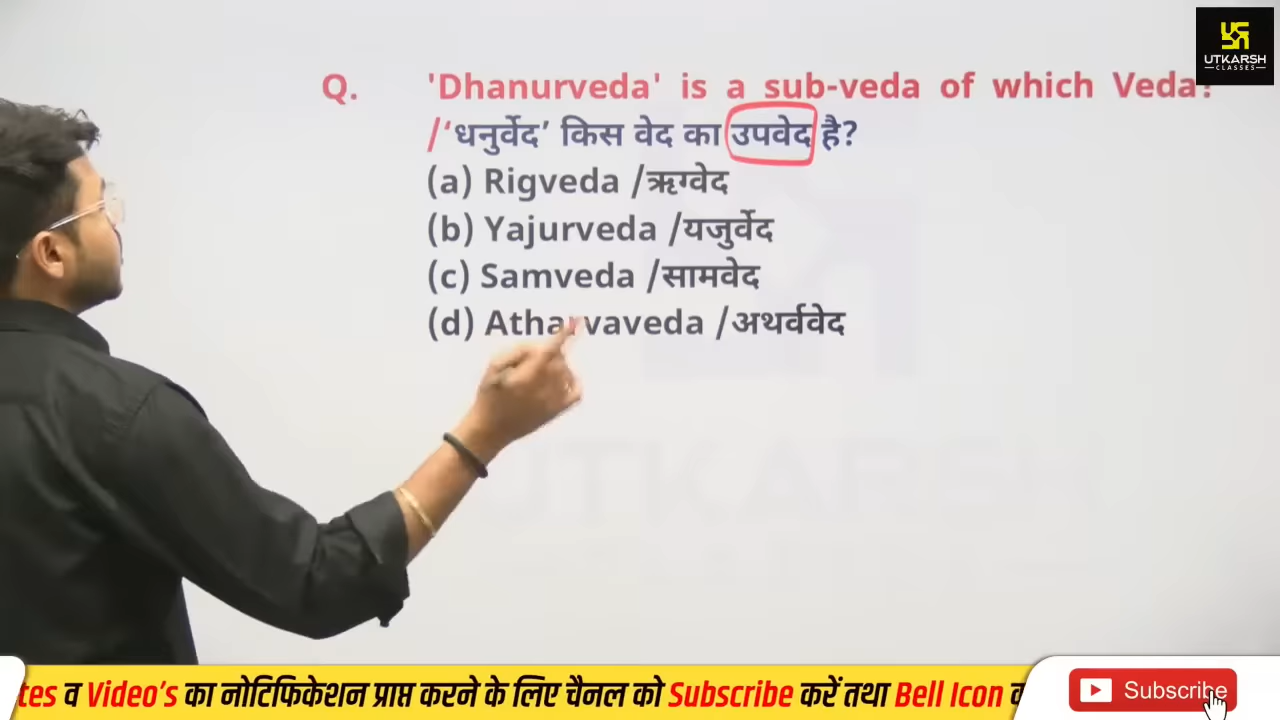 UTKARSH
CLASSES
Q. 'Dhanurveda' is a sub-veda of which Veda?
/‘धनुर्वेद’ किस वेद का उपवेद है?
(a) Rigveda /ऋग्वेद
(b) Yajurveda /यजुर्वेद
(c) Samveda /सामवेद
(d) Atharvaveda /अथर्ववेद
UTKARSH
व Video’s का नोटिफिकेशन प्राप्त करने के लिए चैनल को Subscribe करें तथा Bell Icon
Subscribe